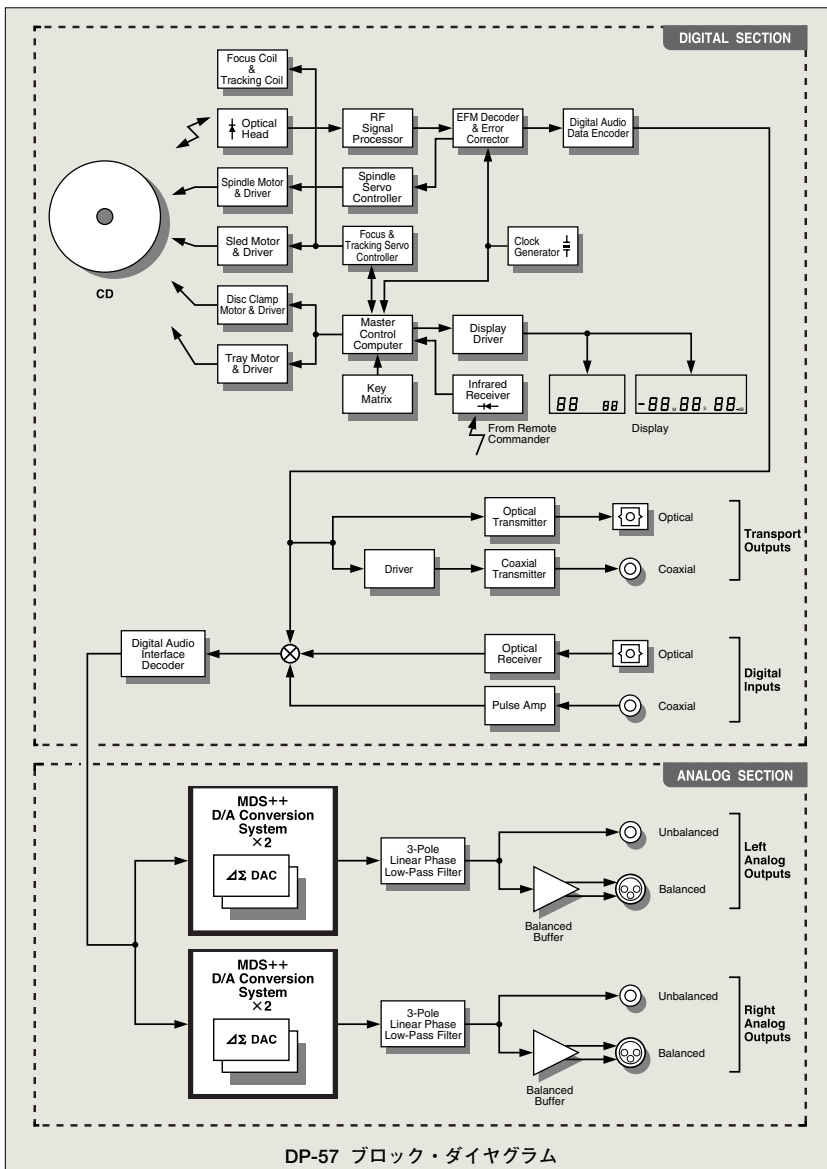 DIGITAL SECTION
Focus Coil
&
Tracking Coil
Optical
Head
RF
Signal
Processor
EFM Decoder
& Error
Corrector
Digital Audio
Data Encoder
Spindle Motor
& Driver
Spindle
Servo
Controller
Sled Motor
& Driver
Focus &
Tracking Servo
Controller
Clock
Generator
CD
Disc Clamp
Motor & Driver
Master
Control
Computer
Display
Driver
Tray Motor
& Driver
Key
Matrix
Infrared
Receiver
88 88
-88 M 88 S 88 dB
From Remote
Commander
Display
Optical
Transmitter
Optical
Driver
Coaxial
Transmitter
Coaxial
Transport
Outputs
Digital Audio
Interface
Decoder
Optical
Receiver
Optical
Pulse Amp
Coaxial
Digital
Inputs
ANALOG SECTION
MDS++
D/A Conversion
System
×2
ΔΣ DAC
3-Pole
Linear Phase
Low-Pass Filter
Unbalanced
Balanced
Balanced
Buffer
Left
Analog
Outputs
MDS++
D/A Conversion
System
×2
ΔΣ DAC
3-Pole
Linear Phase
Low-Pass Filter
Unbalanced
Balanced
Balanced
Buffer
Right
Analog
Outputs
DP-57 ブロック・ダイヤグラム